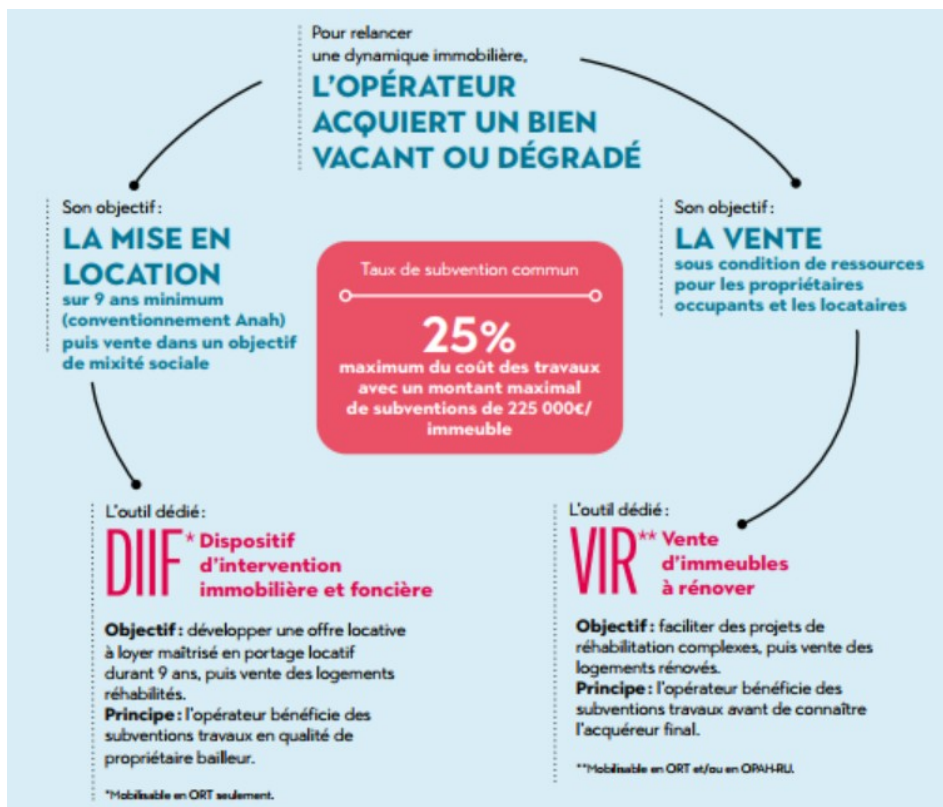 Pour relancer
une dynamique immobilière,
L'OPÉRATEUR
ACQUIERT UN BIEN
VACANT OU DÉGRADÉ
Son objectif :
LA MISE EN
LOCATION
sur 9 ans minimum
(conventionnement Anah)
puis vente dans un objectif
de mixité sociale
Taux de subvention commun
25%
maximum du coût des travaux
avec un montant maximal
de subventions de 225 000€/
immeuble
Son objectif :
LA VENTE
sous condition de ressources
pour les propriétaires
occupants et les locataires
L'outil dédié :
DIIF* Dispositif
d'intervention
immobilière et foncière
Objectif : développer une offre locative
à loyer maîtrisé en portage locatif
durant 9 ans, puis vente des logements
réhabilités.
Principe : l'opérateur bénéficie des
subventions travaux en qualité de
propriétaire bailleur.
*Mobilisable en ORT seulement.
L'outil dédié :
VIR** Vente
d'immeubles
à rénover
Objectif : faciliter des projets de
réhabilitation complexes, puis vente des
logements rénovés.
Principe : l'opérateur bénéficie des
subventions travaux avant de connaître
l'acquéreur final.
**Mobilisable en ORT et/ou en OPAH-RU.